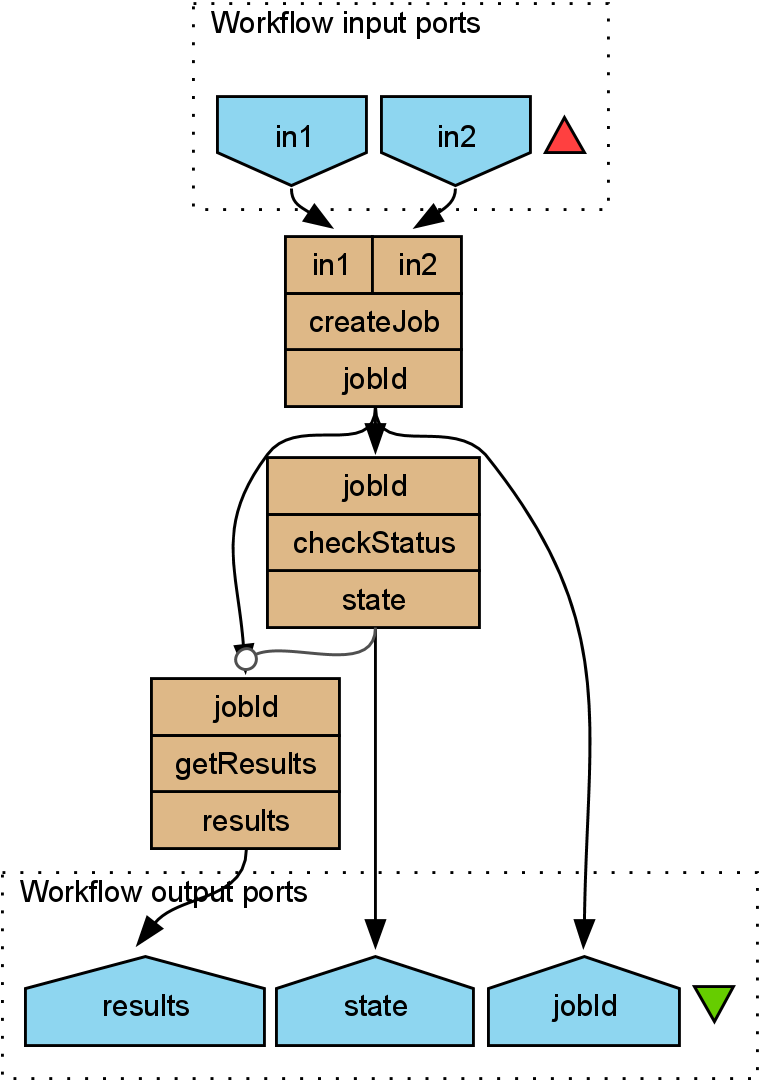 Workflow input ports
in1
in2
in1
in2
createJob
jobId
jobId
checkStatus
state
jobId
getResults
results
Workflow output ports
results
state
jobId